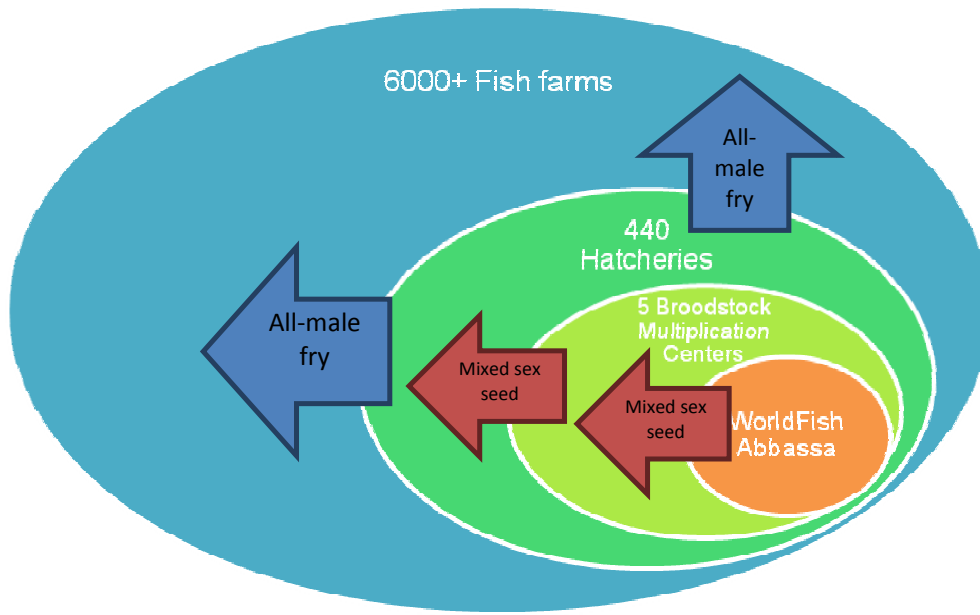 6000+ Fish farms
All-
male
fry
440
Hatcheries
5 Broodstock
Multiplication
Centers
All-male
fry
Mixed sex
seed
Mixed sex
seed
WorldFish
Abbassa